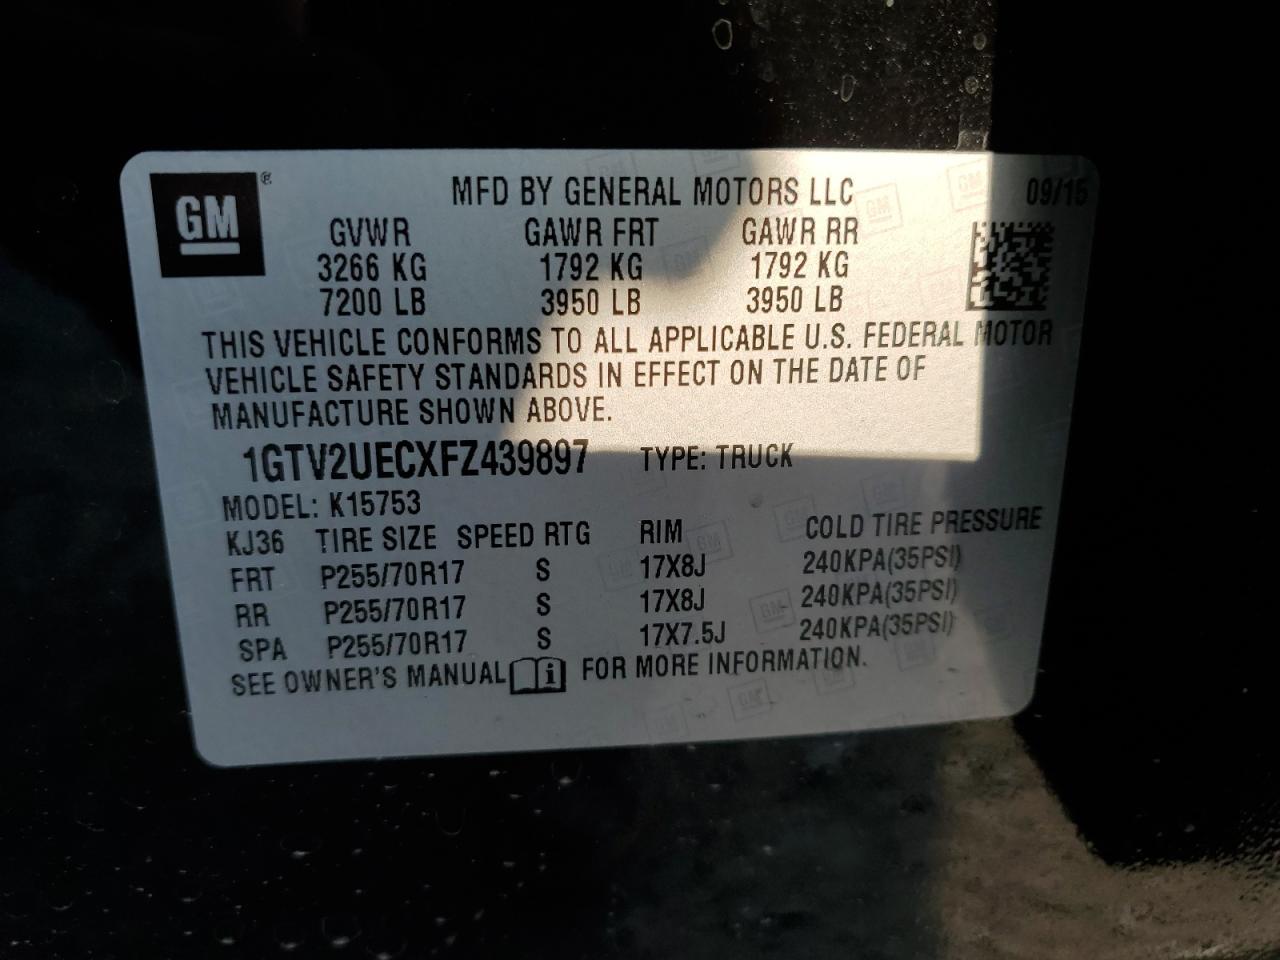 GM ® MFD BY GENERAL MOTORS LLC 09/15
GVWR GAWR FRT GAWR RR
3266 KG 1792 KG 1792 KG
7200 LB 3950 LB 3950 LB
THIS VEHICLE CONFORMS TO ALL APPLICABLE U.S. FEDERAL MOTOR
VEHICLE SAFETY STANDARDS IN EFFECT ON THE DATE OF
MANUFACTURE SHOWN ABOVE.
1GTV2UECXFZ439897 TYPE: TRUCK
MODEL: K15753
KJ36 TIRE SIZE SPEED RTG RIM COLD TIRE PRESSURE
FRT P255/70R17 S 17X8J 240KPA(35PSI)
RR P255/70R17 S 17X8J 240KPA(35PSI)
SPA P255/70R17 S 17X7.5J 240KPA(35PSI)
SEE OWNER'S MANUAL i FOR MORE INFORMATION.